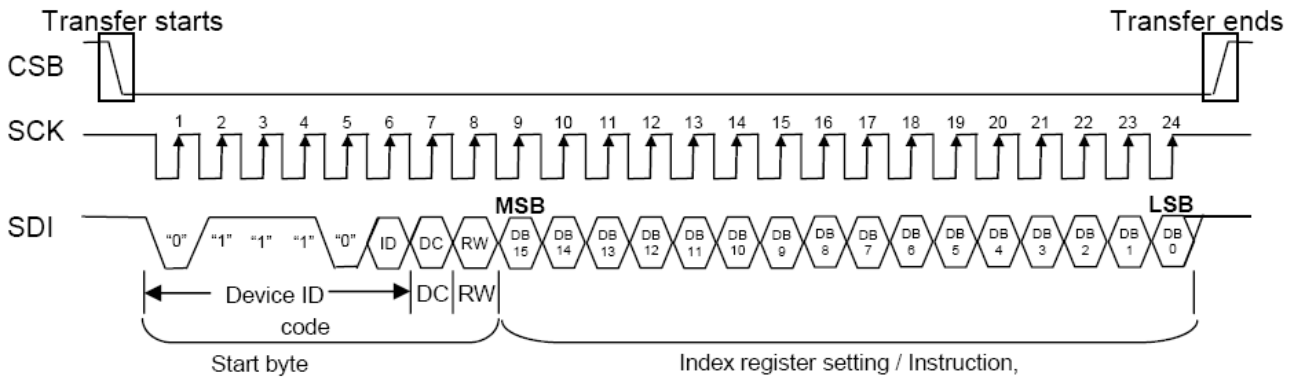 Transfer starts Transfer ends
CSB
SCK 1 2 3 4 5 6 7 8 9 10 11 12 13 14 15 16 17 18 19 20 21 22 23 24
MSB LSB
SDI "0" "1" "1" "1" "0" ID DC RW DB 15 DB 14 DB 13 DB 12 DB 11 DB 10 DB 9 DB 8 DB 7 DB 6 DB 5 DB 4 DB 3 DB 2 DB 1 DB 0
Device ID DC RW
code
Start byte Index register setting / Instruction,